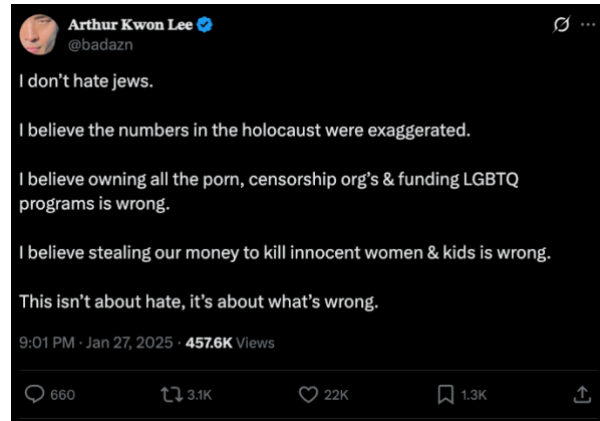 Arthur Kwon Lee
@badazn
I don't hate jews.
I believe the numbers in the holocaust were exaggerated.
I believe owning all the porn, censorship org's & funding LGBTQ
programs is wrong.
I believe stealing our money to kill innocent women & kids is wrong.
This isn't about hate, it's about what's wrong.
9:01 PM · Jan 27, 2025 · 457.6K Views
660 3.1K 22K 1.3K